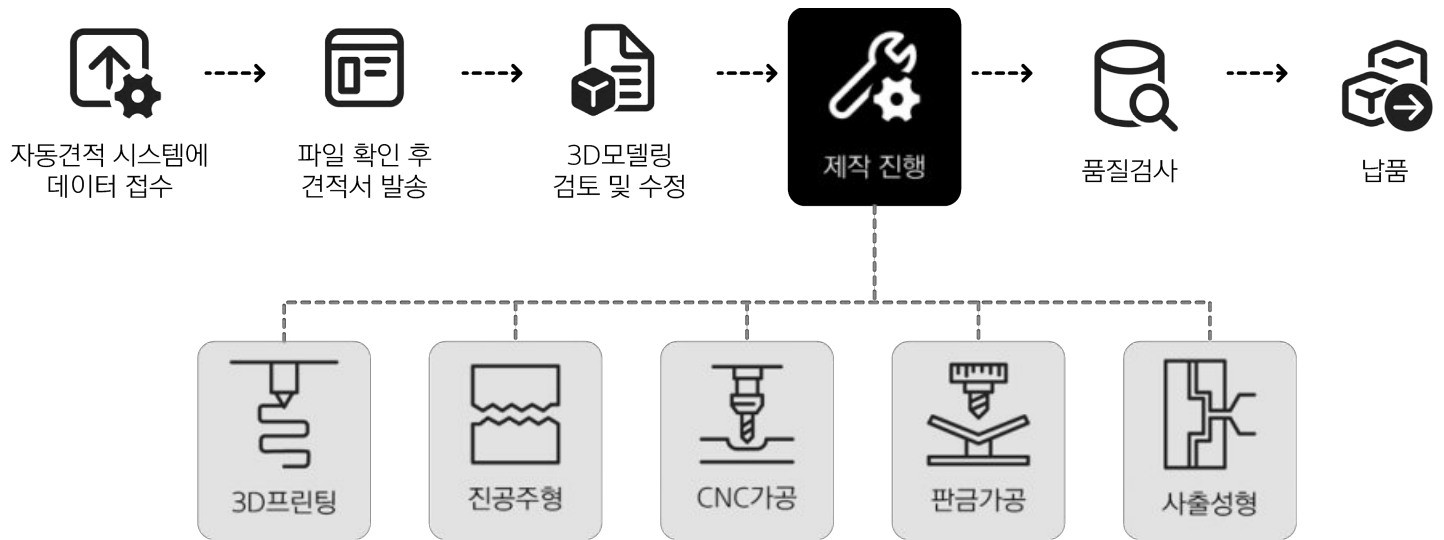 자동견적 시스템에
데이터 접수
파일 확인 후
견적서 발송
3D모델링
검토 및 수정
제작 진행
품질검사
납품
3D프린팅
진공주형
CNC가공
판금가공
사출성형